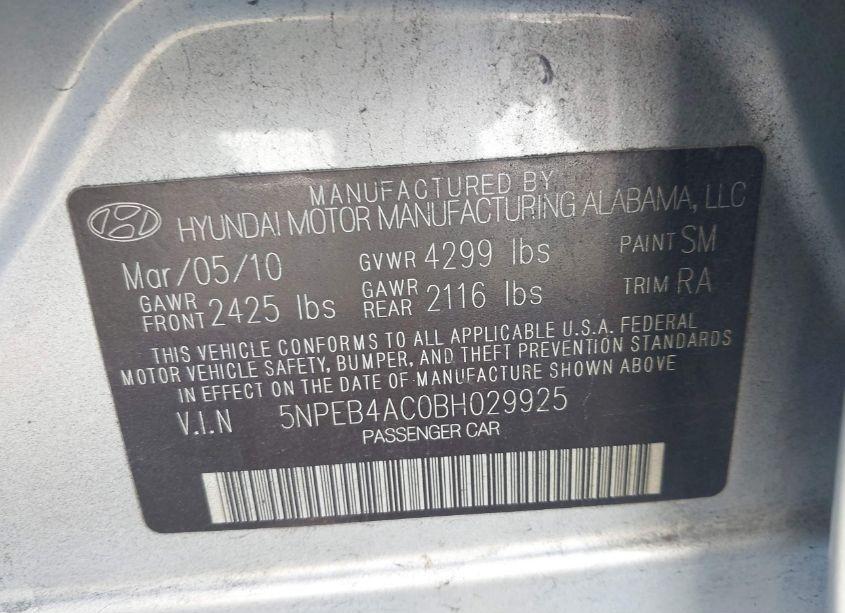 MANUFACTURED BY
HYUNDAI MOTOR MANUFACTURING ALABAMA, LLC
Mar/05/10 GVWR 4299 lbs PAINT SM
GAWR FRONT 2425 lbs GAWR REAR 2116 lbs TRIM RA
THIS VEHICLE CONFORMS TO ALL APPLICABLE U.S.A. FEDERAL
MOTOR VEHICLE SAFETY, BUMPER, AND THEFT PREVENTION STANDARDS
IN EFFECT ON THE DATE OF MANUFACTURE SHOWN ABOVE
V.I.N 5NPEB4AC0BH029925
PASSENGER CAR